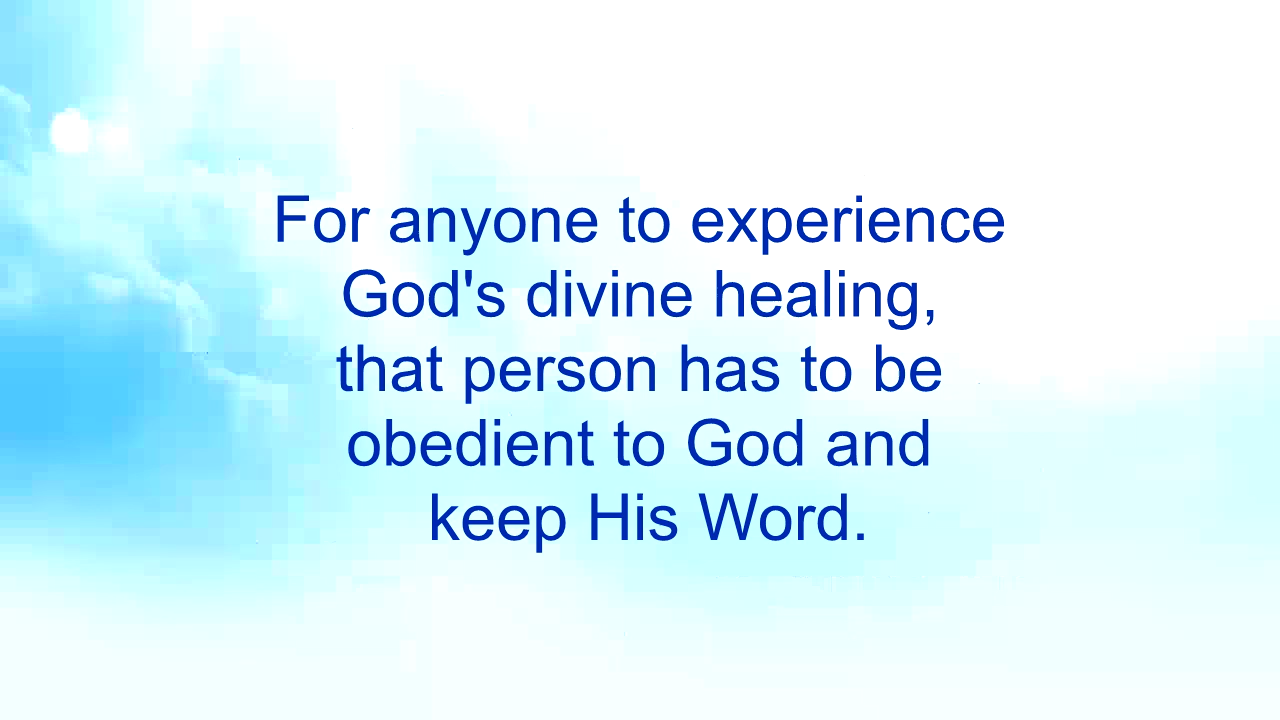 For anyone to experience
God's divine healing,
that person has to be
obedient to God and
keep His Word.